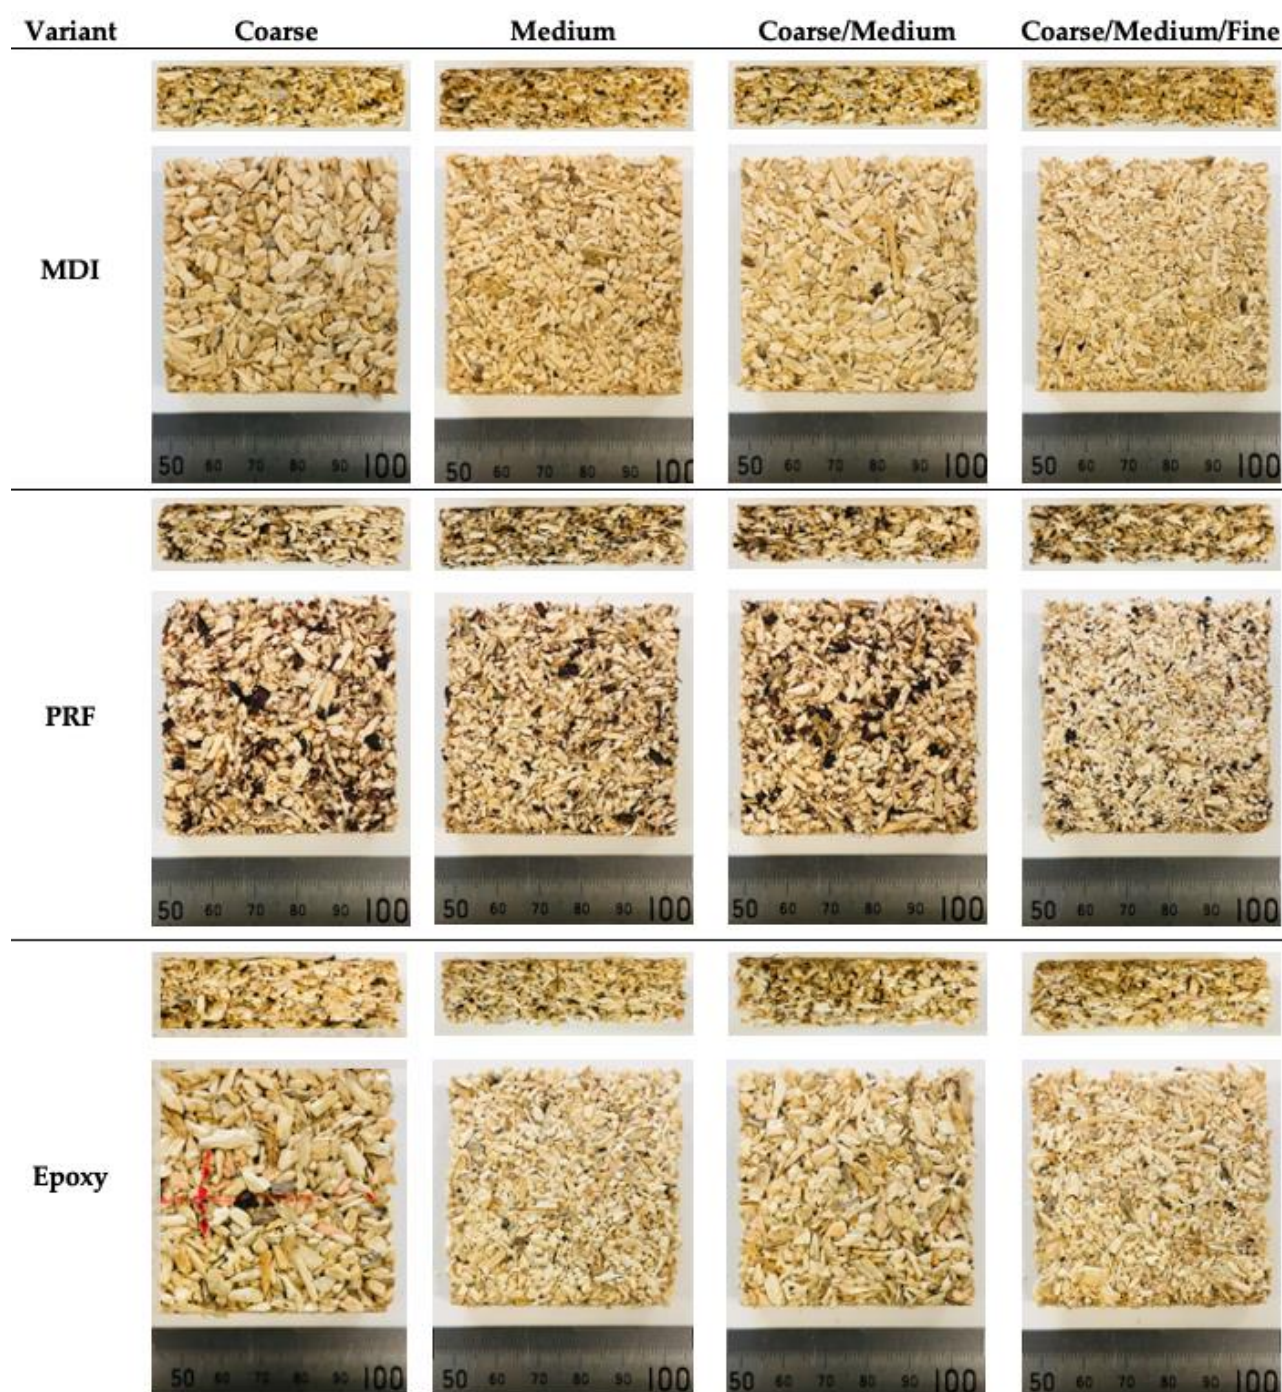 Variant Coarse Medium Coarse/Medium Coarse/Medium/Fine
MDI
50 60 70 80 90 100 50 60 70 80 90 100 50 60 70 80 90 100 50 60 70 80 90 100
PRF
50 60 70 80 90 100 50 60 70 80 90 100 50 60 70 80 90 100 50 60 70 80 90 100
Epoxy
50 60 70 80 90 100 50 60 70 80 90 100 50 60 70 80 90 100 50 60 70 80 90 100